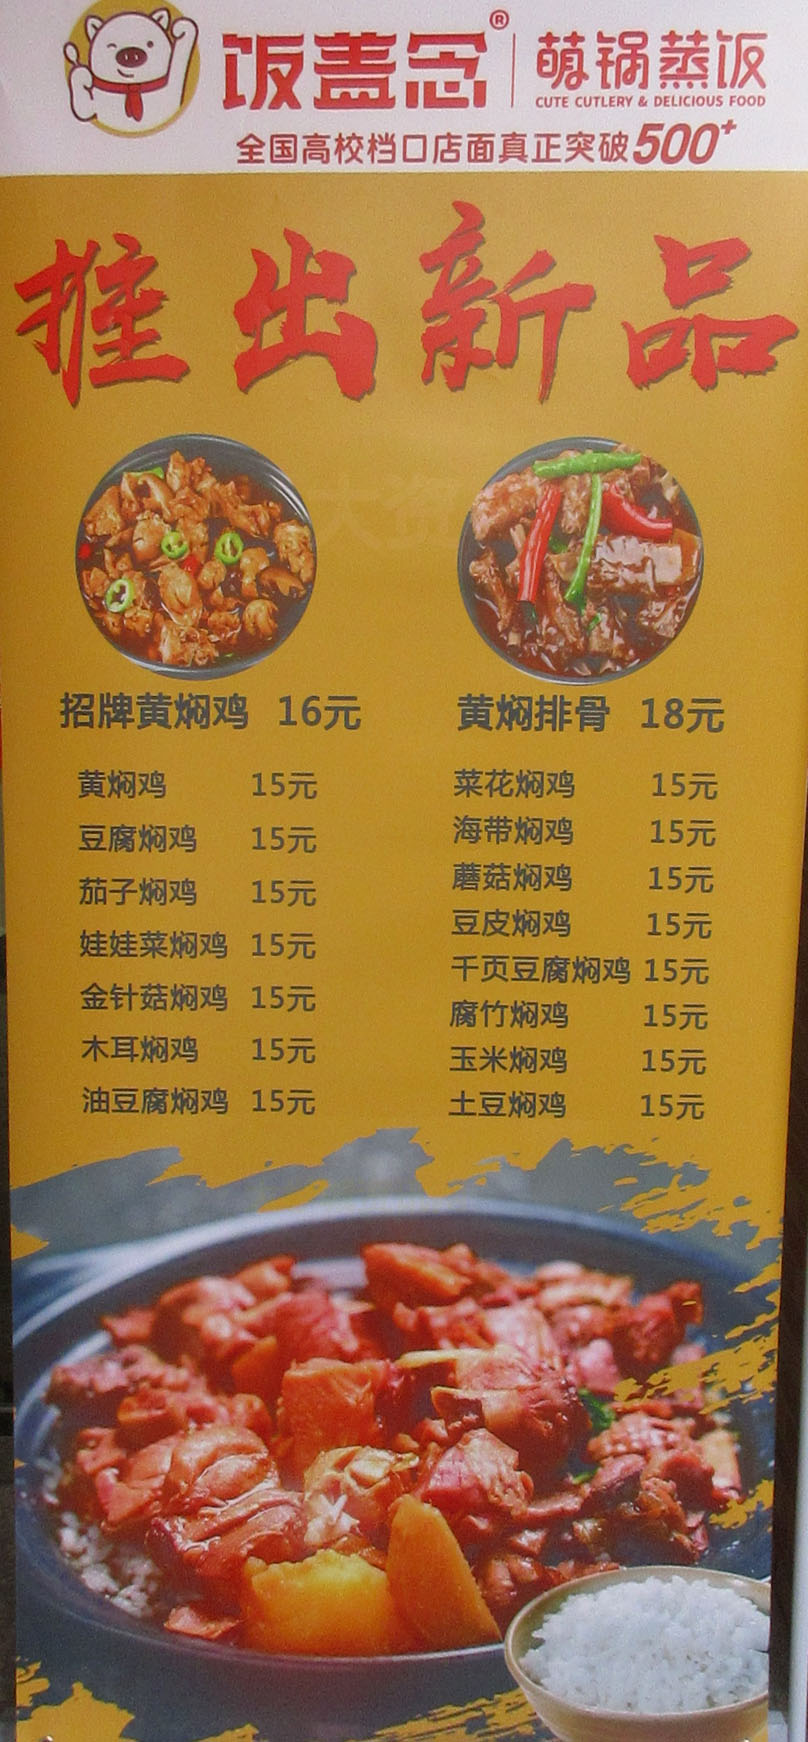 饭盖念® 萌锅蒸饭
CUTE CUTLERY & DELICIOUS FOOD
全国高校档口店面真正突破500+
推出新品
招牌黄焖鸡 16元
黄焖鸡 15元
豆腐焖鸡 15元
茄子焖鸡 15元
娃娃菜焖鸡 15元
金针菇焖鸡 15元
木耳焖鸡 15元
油豆腐焖鸡 15元
黄焖排骨 18元
菜花焖鸡 15元
海带焖鸡 15元
蘑菇焖鸡 15元
豆皮焖鸡 15元
千页豆腐焖鸡 15元
腐竹焖鸡 15元
玉米焖鸡 15元
土豆焖鸡 15元